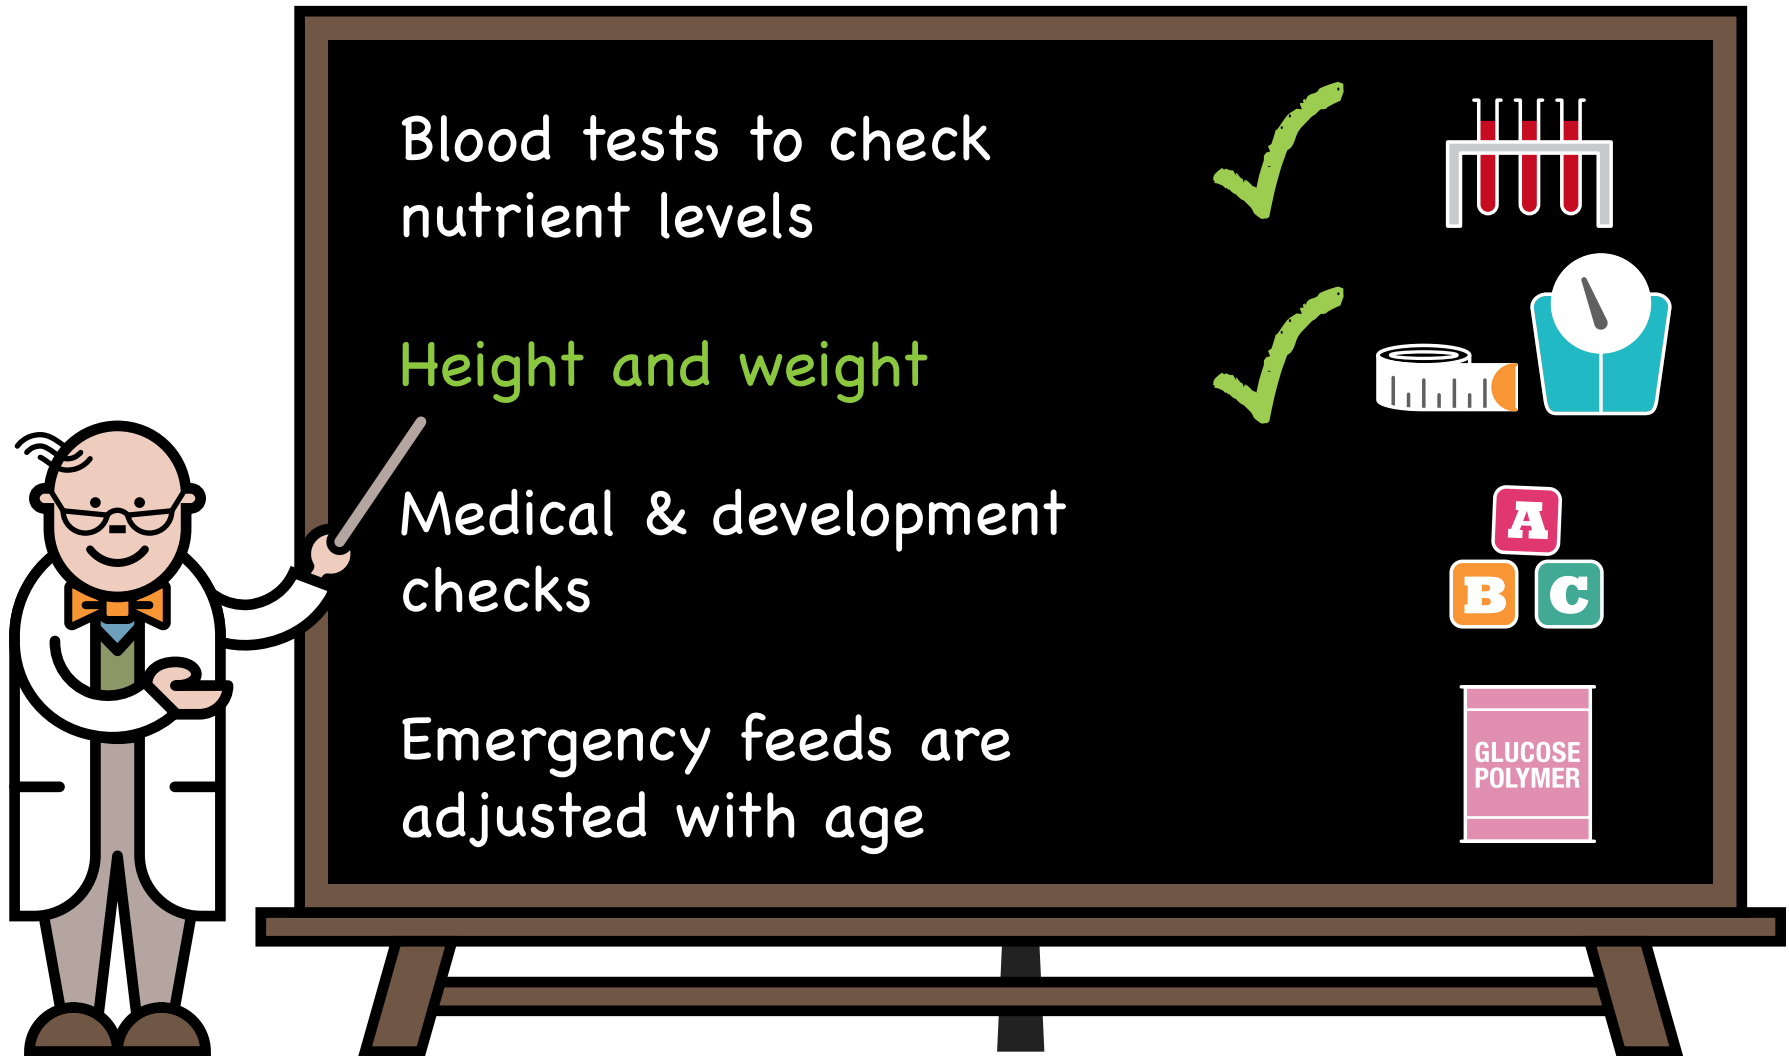 Blood tests to check
nutrient levels
Height and weight
Medical & development
checks
A
B C
Emergency feeds are
adjusted with age
GLUCOSE
POLYMER